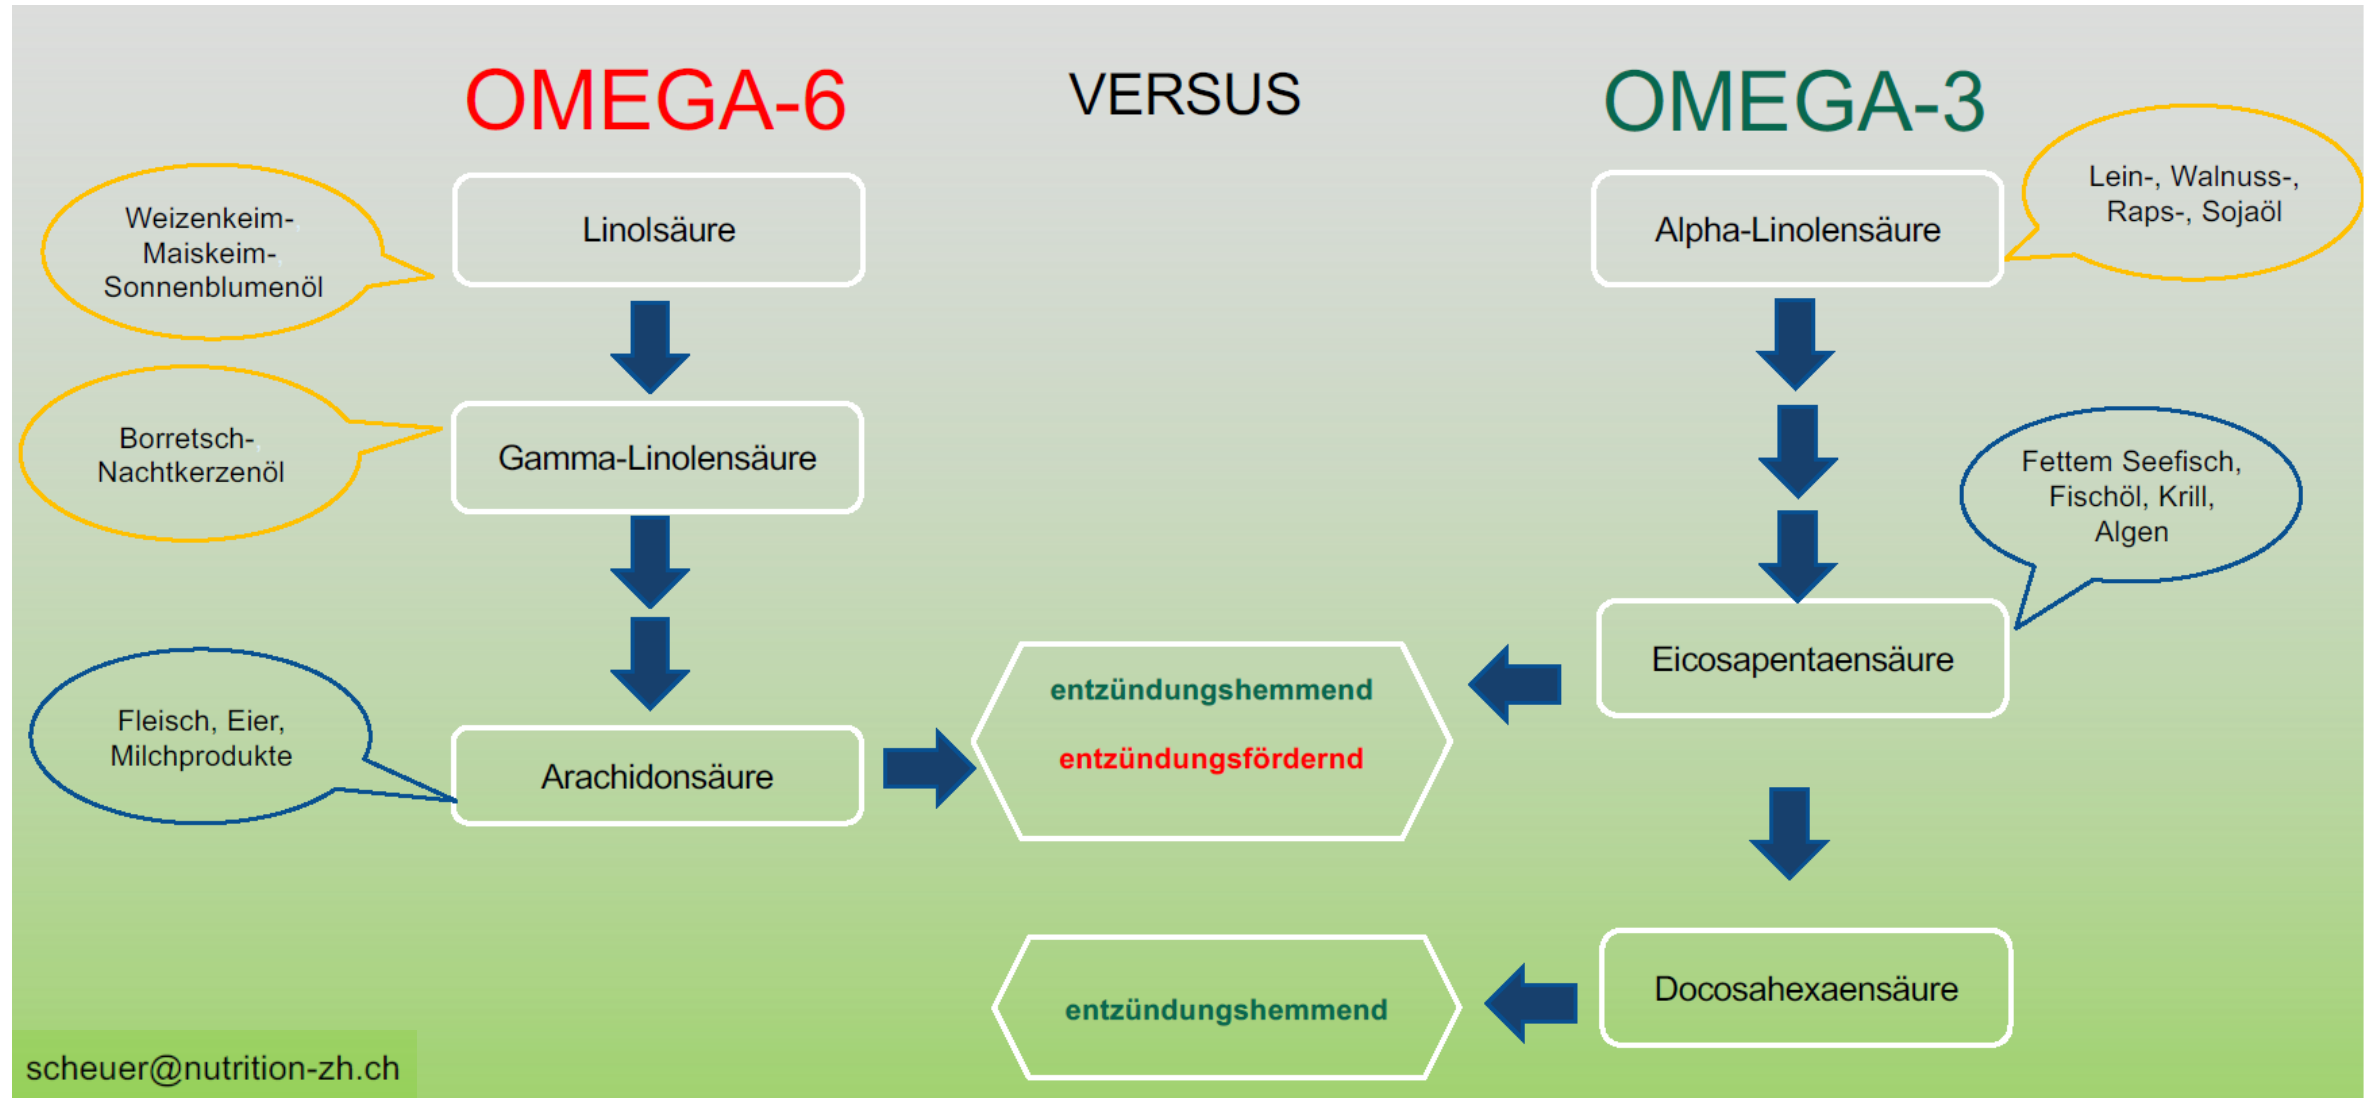 OMEGA-6
VERSUS
OMEGA-3
Weizenkeim-,
Maiskeim-,
Sonnenblumenöl
Linolsäure
Alpha-Linolensäure
Lein-, Walnuss-,
Raps-, Sojaöl
Borretsch-,
Nachtkerzenöl
Gamma-Linolensäure
Fettem Seefisch,
Fischöl, Krill,
Algen
Fleisch, Eier,
Milchprodukte
Arachidonsäure
entzündungshemmend
entzündungsfördernd
Eicosapentaensäure
entzündungshemmend
Docosahexaensäure
scheuer@nutrition-zh.ch